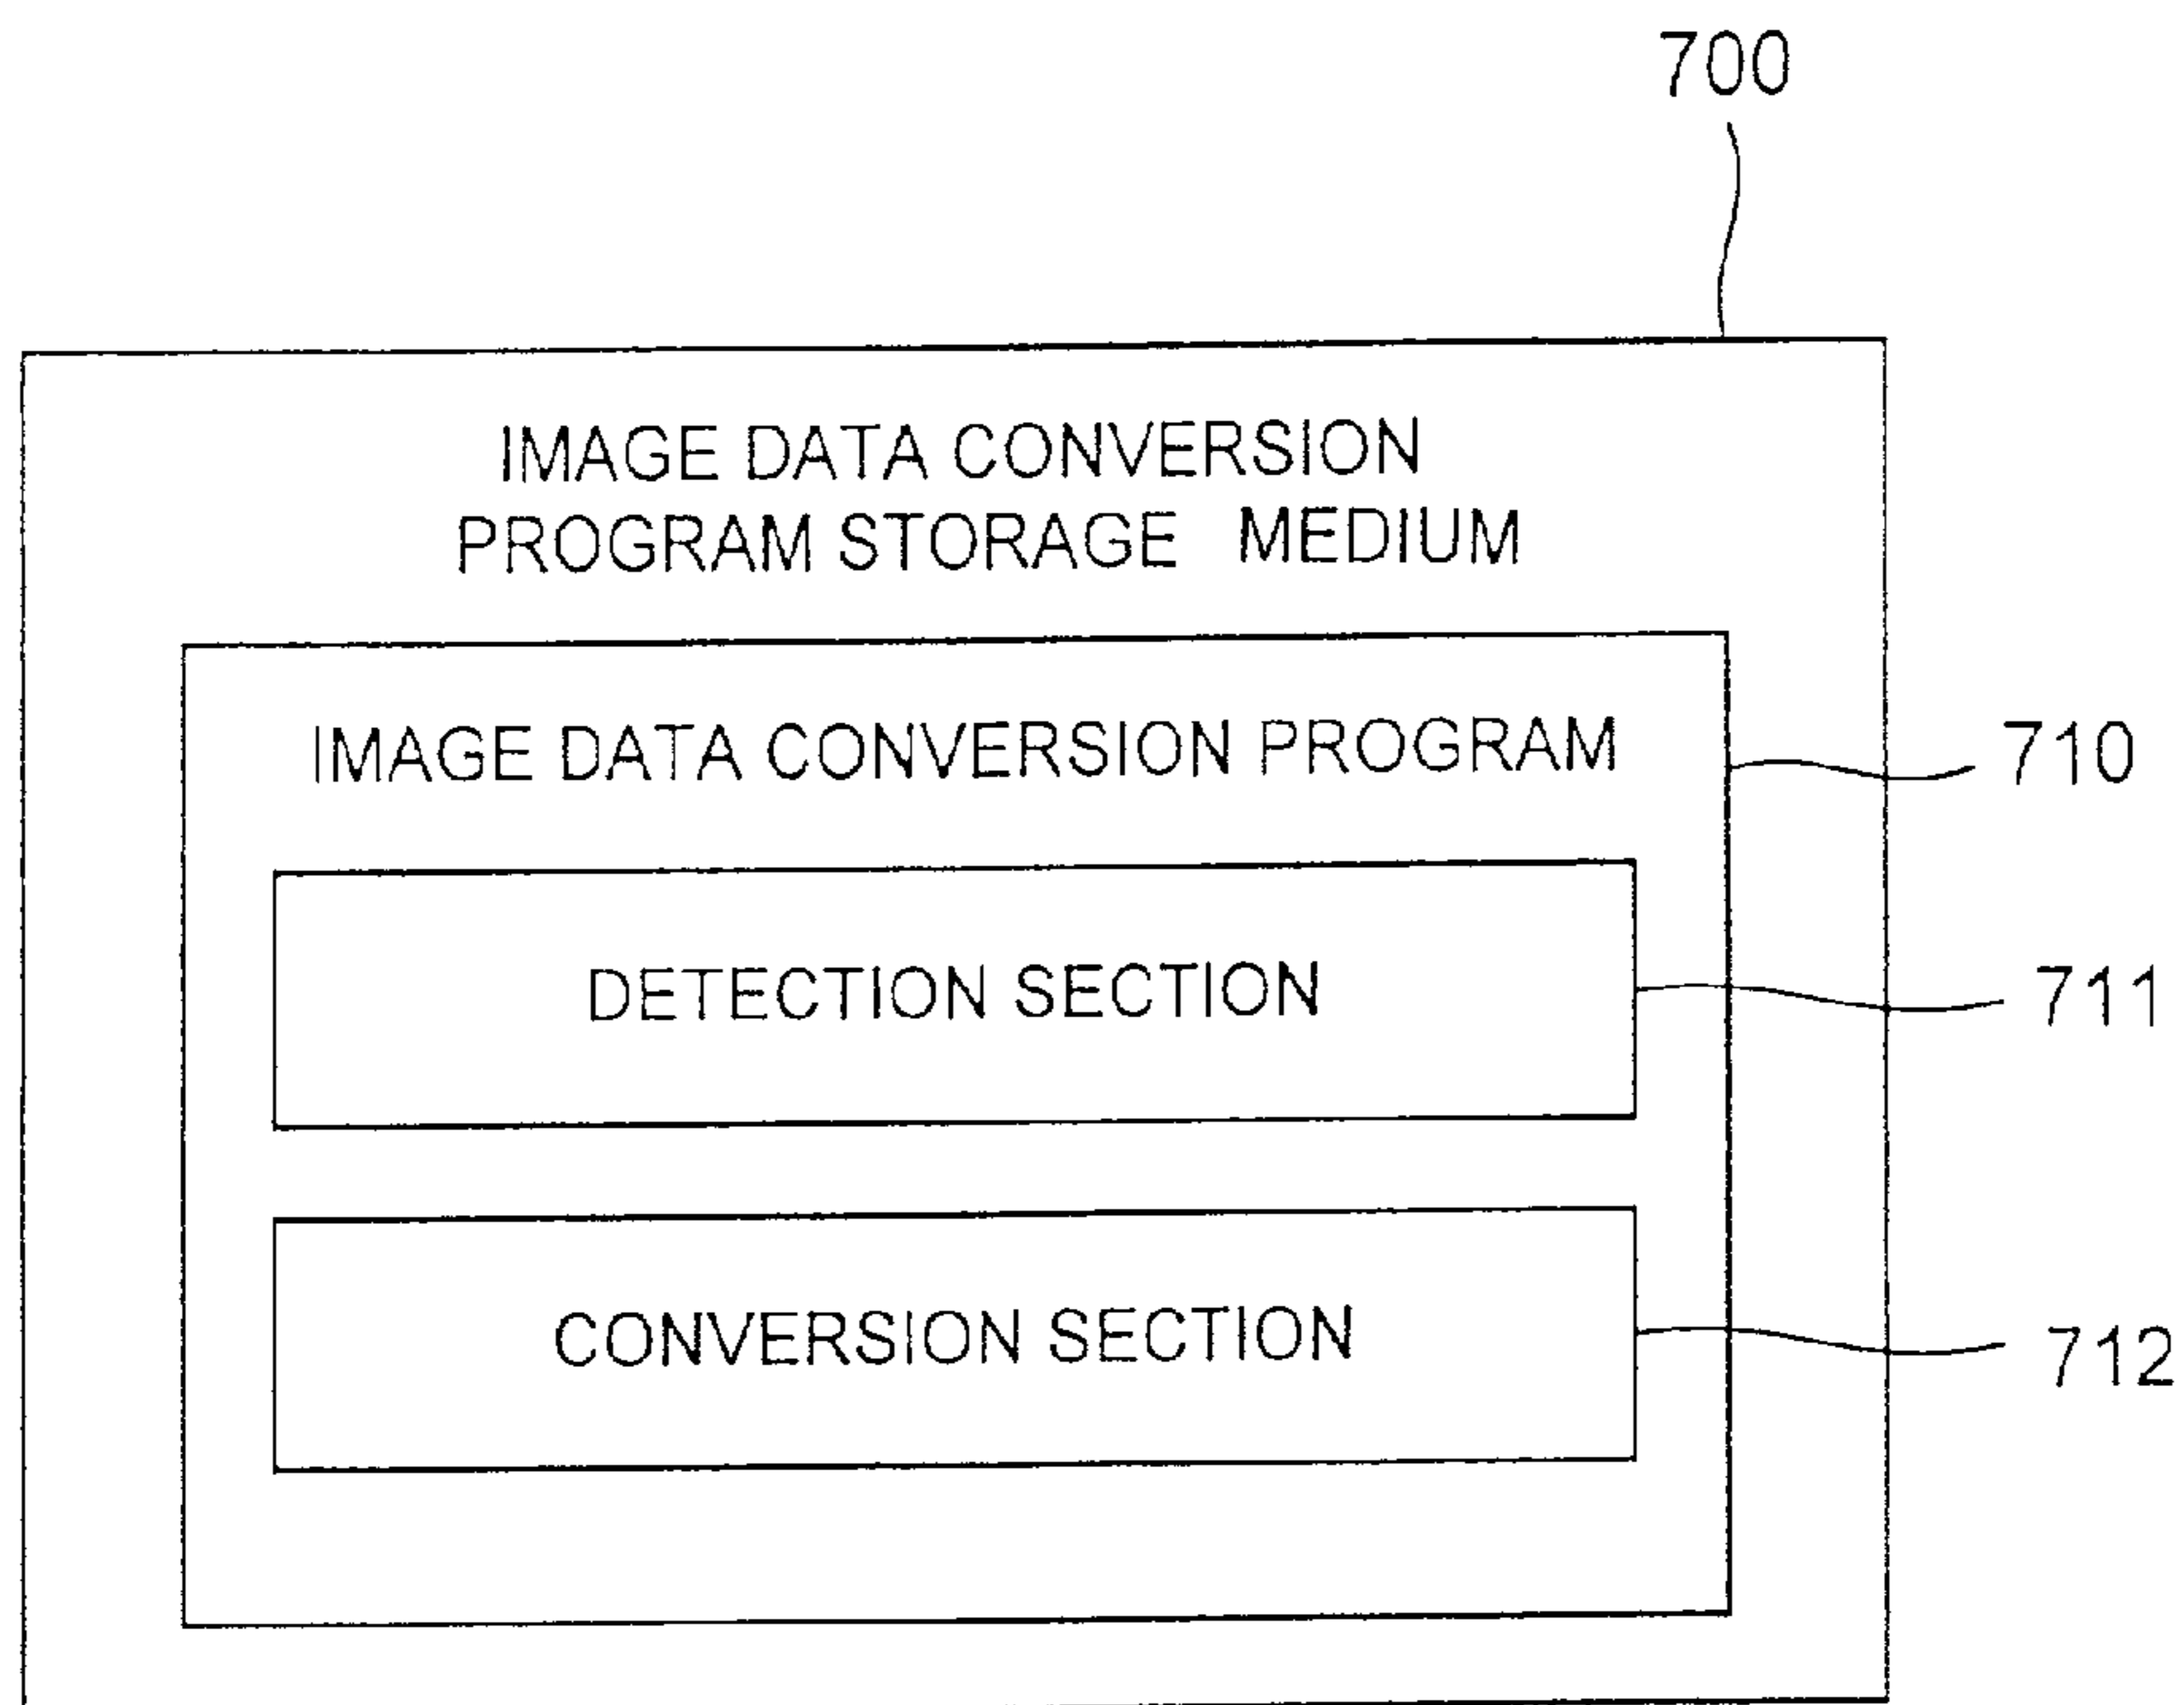 700
IMAGE DATA CONVERSION
PROGRAM STORAGE MEDIUM
IMAGE DATA CONVERSION PROGRAM
710
DETECTION SECTION
711
CONVERSION SECTION
712